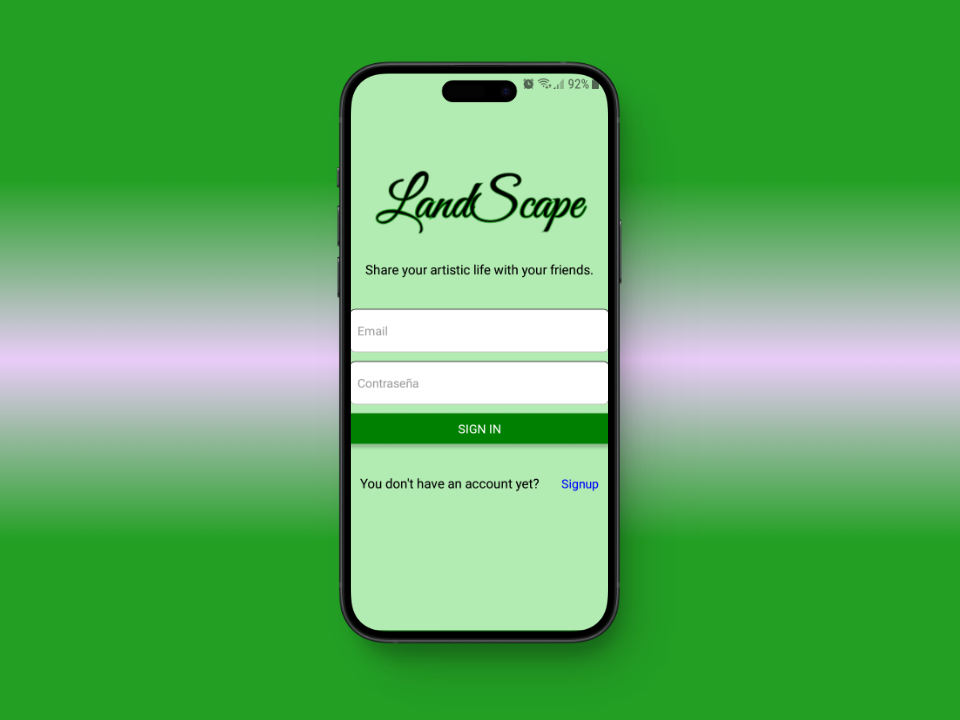 92%
LandScape
Share your artistic life with your friends.
Email
Contraseña
SIGN IN
You don't have an account yet? Signup